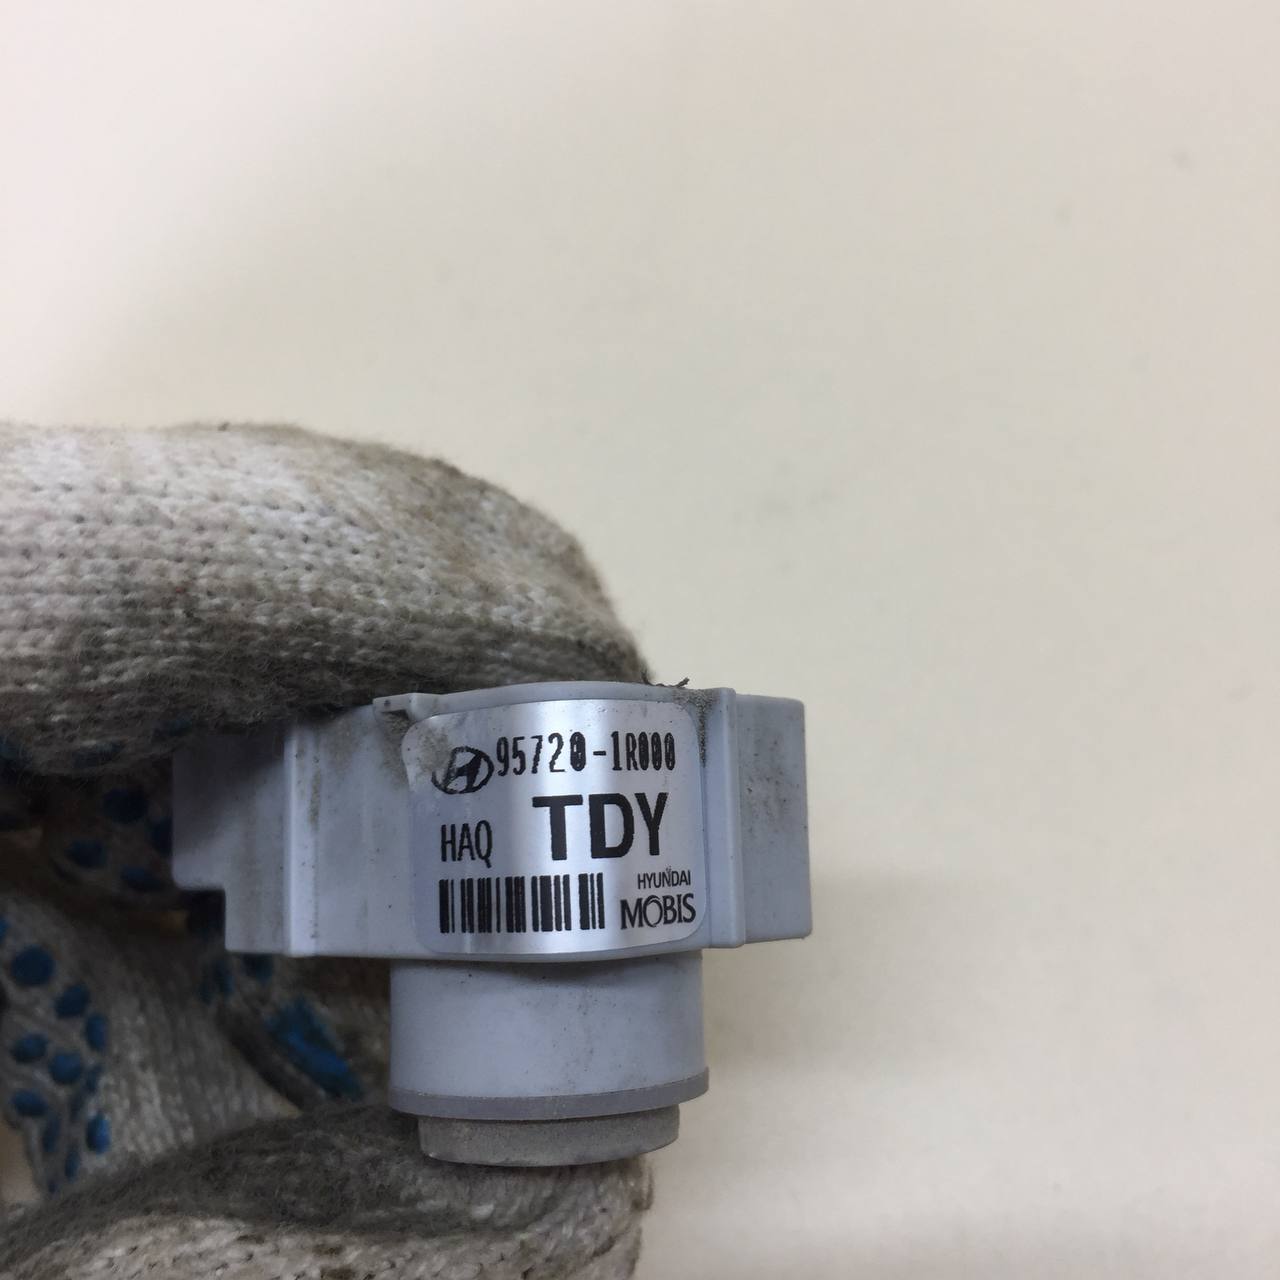 95720-1R000
HAQ TDY
HYUNDAI
MOBIS